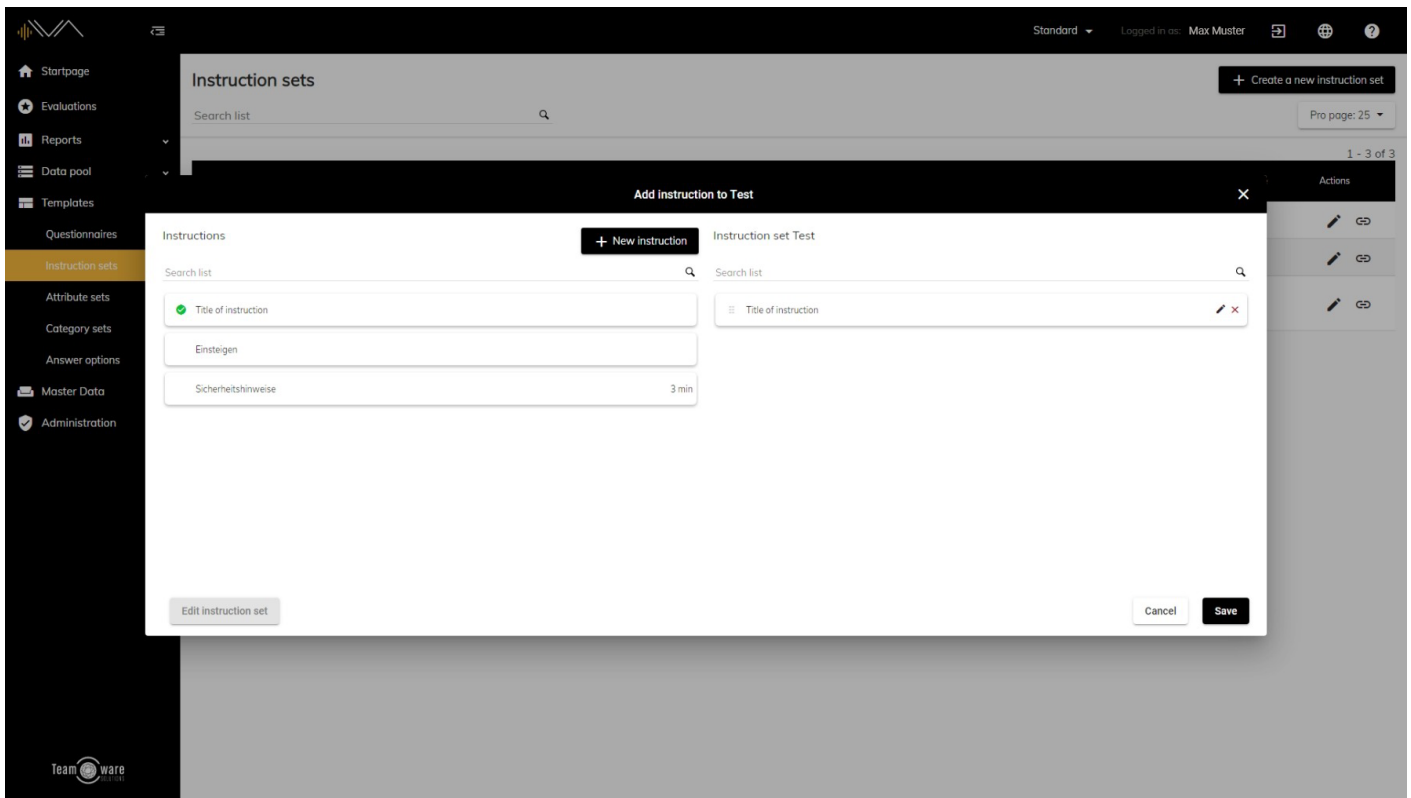 Standard
Logged in as: Max Muster
Startpage
Evaluations
Reports
Data pool
Templates
Questionnaires
Instruction sets
Attribute sets
Category sets
Answer options
Master Data
Administration
Team ware
SOLUTIONS
Instruction sets
+ Create a new instruction set
Search list
Pro page: 25
1 - 3 of 3
Actions
Add instruction to Test
Instructions
+ New instruction
Search list
Title of instruction
Einsteigen
Sicherheitshinweise 3 min
Instruction set Test
Search list
Title of instruction
Edit instruction set
Cancel
Save